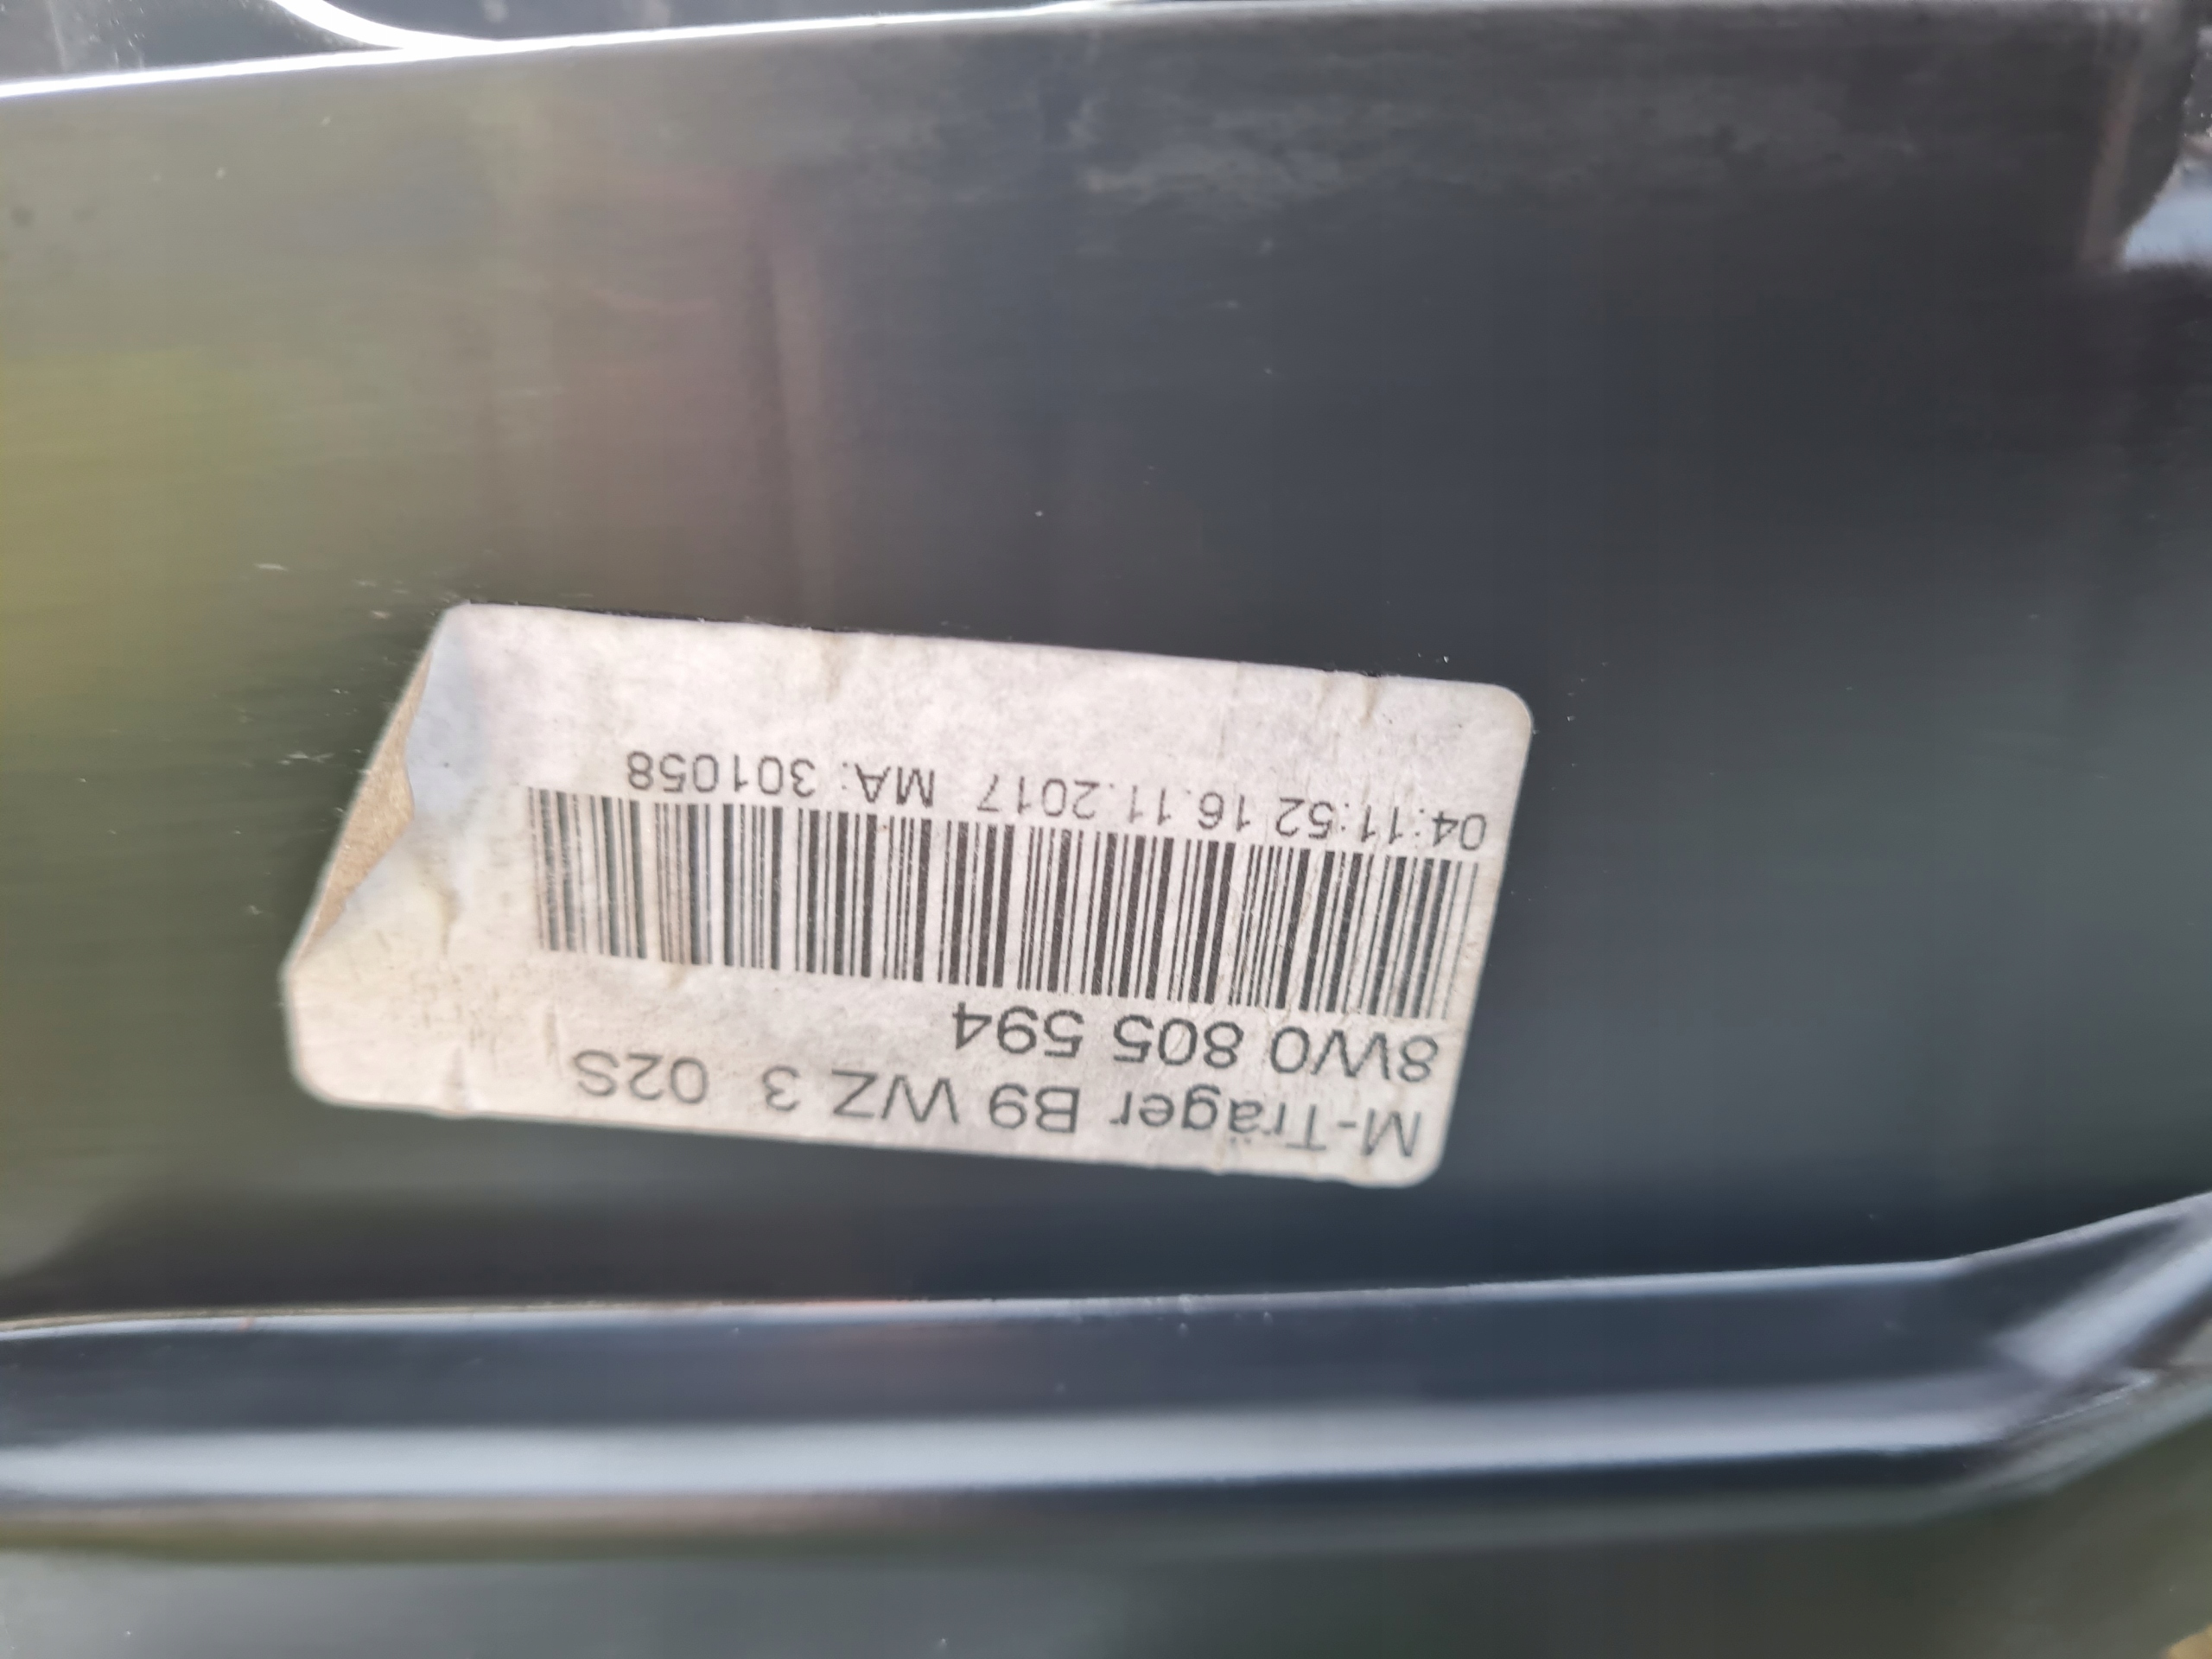 M-Träger B9 WZ 3 02S
8W0 805 594
04:11:52 16.11.2017 MA: 301058